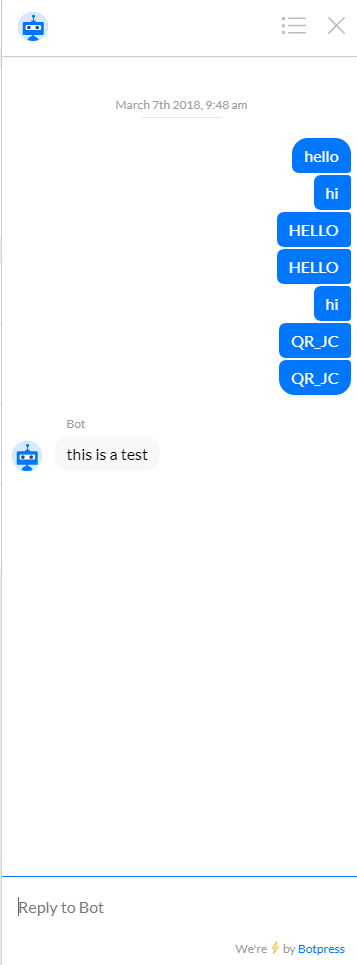 March 7th 2018, 9:48 am
hello
hi
HELLO
HELLO
hi
QR_JC
QR_JC
Bot
this is a test
Reply to Bot
We're ⚡ by Botpress